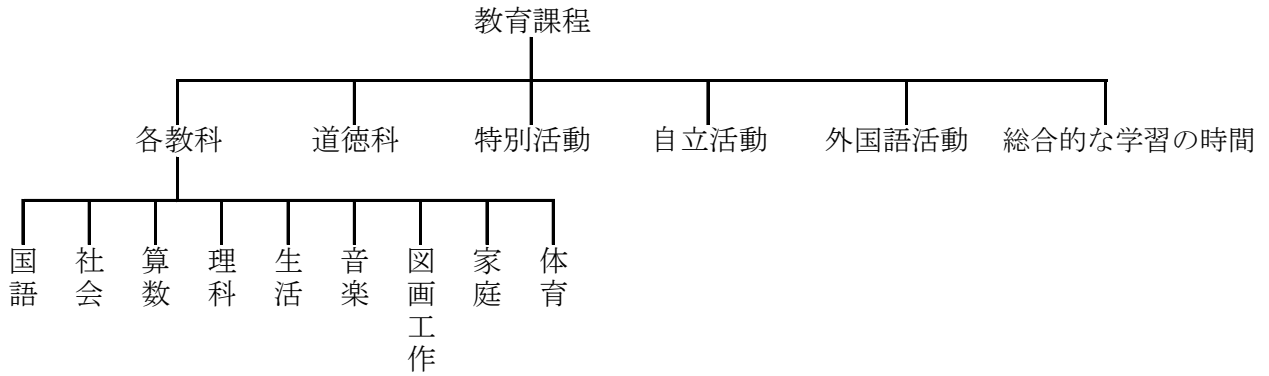 教育課程
各教科
道徳科
特別活動
自立活動
外国語活動
総合的な学習の時間
国語
社会
算数
理科
生活
音楽
図画工作
家庭
体育